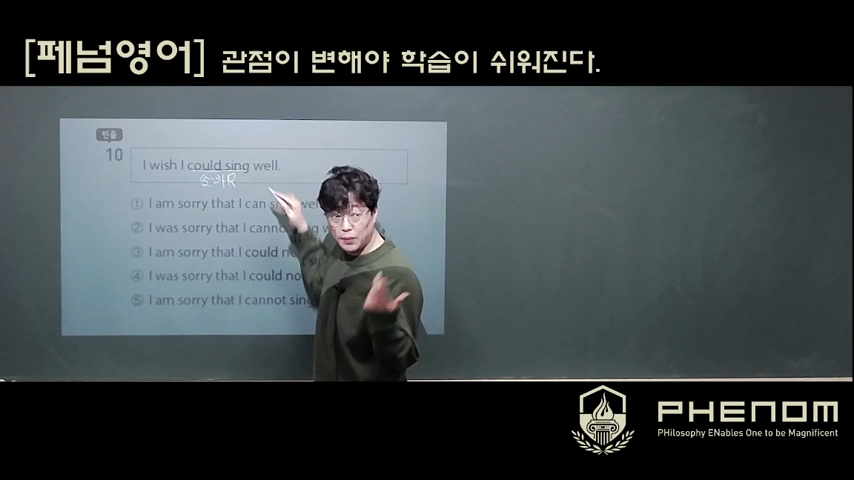 [페넘영어] 관점이 변해야 학습이 쉬워진다.
빈출
10
I wish I could sing well.
① I am sorry that I can
② I was sorry that I
③ I am sorry that I could
④ I was sorry that I could
⑤ I am sorry that I cannot sing
PHENOM
PHilosophy ENables One to be Magnificent